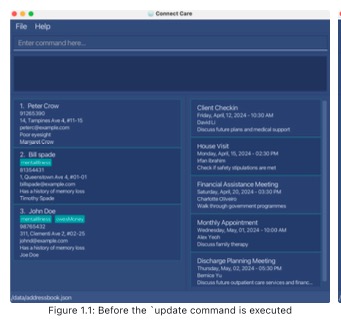 Connect Care
File Help
Enter command here...
1. Peter Crow
91265390
14, Tampines Ave 4, #11-15
peterc@example.com
Poor eyesight
Margaret Crow
2. Bill spade
mentalIllness
81354431
1, Queenstown Ave 4, #01-01
billspade@example.com
Has a history of memory loss
Timothy Spade
3. John Doe
mentalIllness owesMoney
98765432
311, Clementi Ave 2, #02-25
johnd@example.com
Has a history of memory loss
Joe Doe
Client Checkin
Friday, April, 12, 2024 - 10:30 AM
David Li
Discuss future plans and medical support
House Visit
Monday, April, 15, 2024 - 02:30 PM
Irfan Ibrahim
Check if safety stipulations are met
Financial Assistance Meeting
Saturday, April, 20, 2024 - 03:30 PM
Charlotte Oliveiro
Walk through government programmes
Monthly Appointment
Wednesday, May, 01, 2024 - 10:00 AM
Alex Yeoh
Discuss family therapy
Discharge Planning Meeting
Thursday, May, 02, 2024 - 05:30 PM
Bernice Yu
Discuss future outpatient care services and financ...
/data/addressbook.json
Figure 1.1: Before the `update command is executed